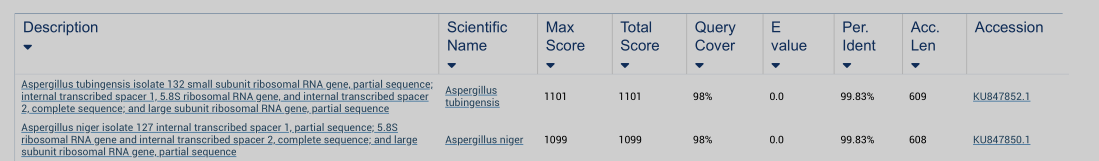 Description Scientific Name Max Score Total Score Query Cover E value Per. Ident Acc. Len Accession
Aspergillus tubingensis isolate 132 small subunit ribosomal RNA gene, partial sequence;
internal transcribed spacer 1, 5.8S ribosomal RNA gene, and internal transcribed spacer
2, complete sequence; and large subunit ribosomal RNA gene, partial sequence
Aspergillus
tubingensis
1101 1101 98% 0.0 99.83% 609 KU847852.1
Aspergillus niger isolate 127 internal transcribed spacer 1, partial sequence; 5.8S
ribosomal RNA gene and internal transcribed spacer 2, complete sequence; and large
subunit ribosomal RNA gene, partial sequence
Aspergillus niger 1099 1099 98% 0.0 99.83% 608 KU847850.1